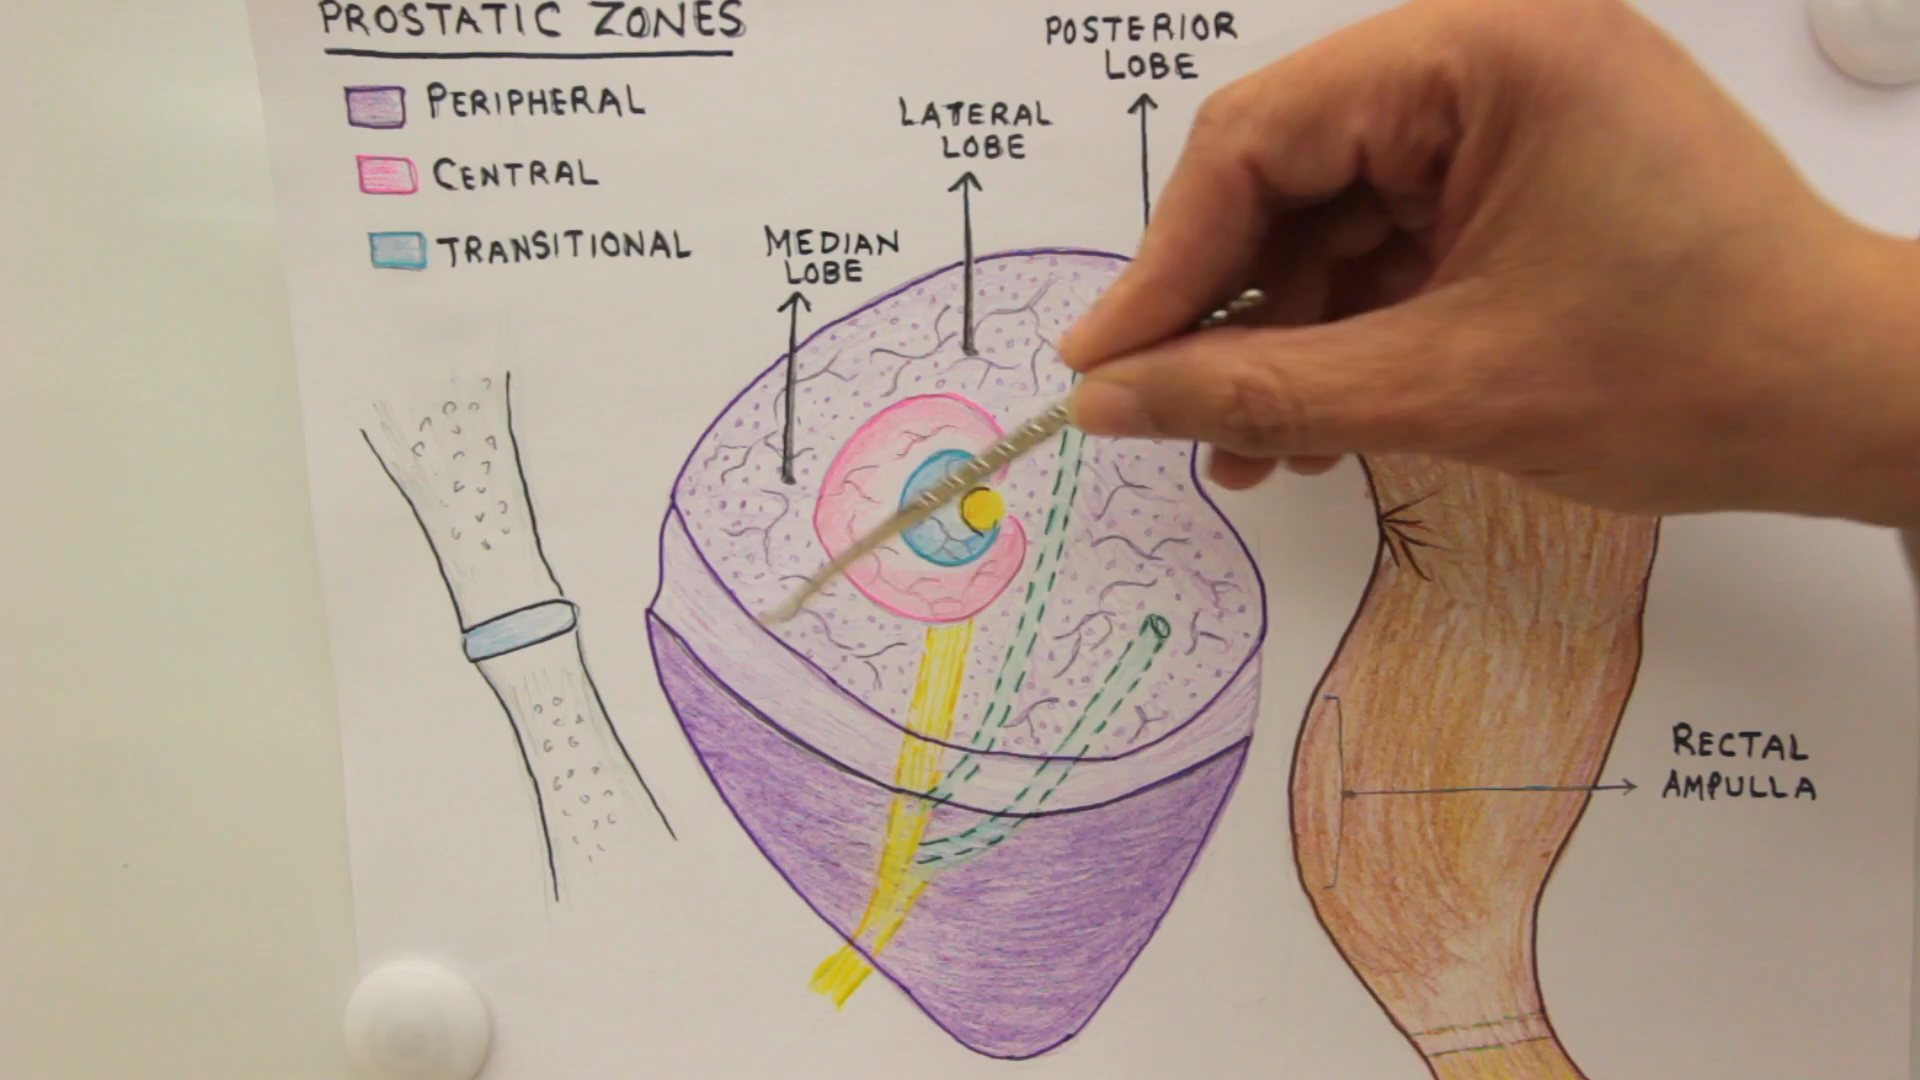 PROSTATIC ZONES
PERIPHERAL
CENTRAL
TRANSITIONAL
MEDIAN
LOBE
LATERAL
LOBE
POSTERIOR
LOBE
RECTAL
AMPULLA